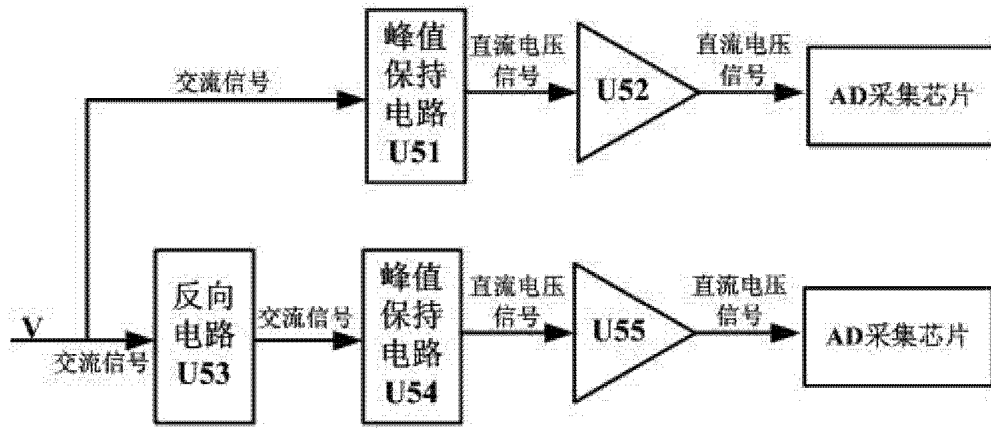 交流信号
峰值
保持
电路
U51
直流电压
信号
U52
直流电压
信号
AD采集芯片
V
交流信号
反向
电路
U53
交流信号
峰值
保持
电路
U54
直流电压
信号
U55
直流电压
信号
AD采集芯片